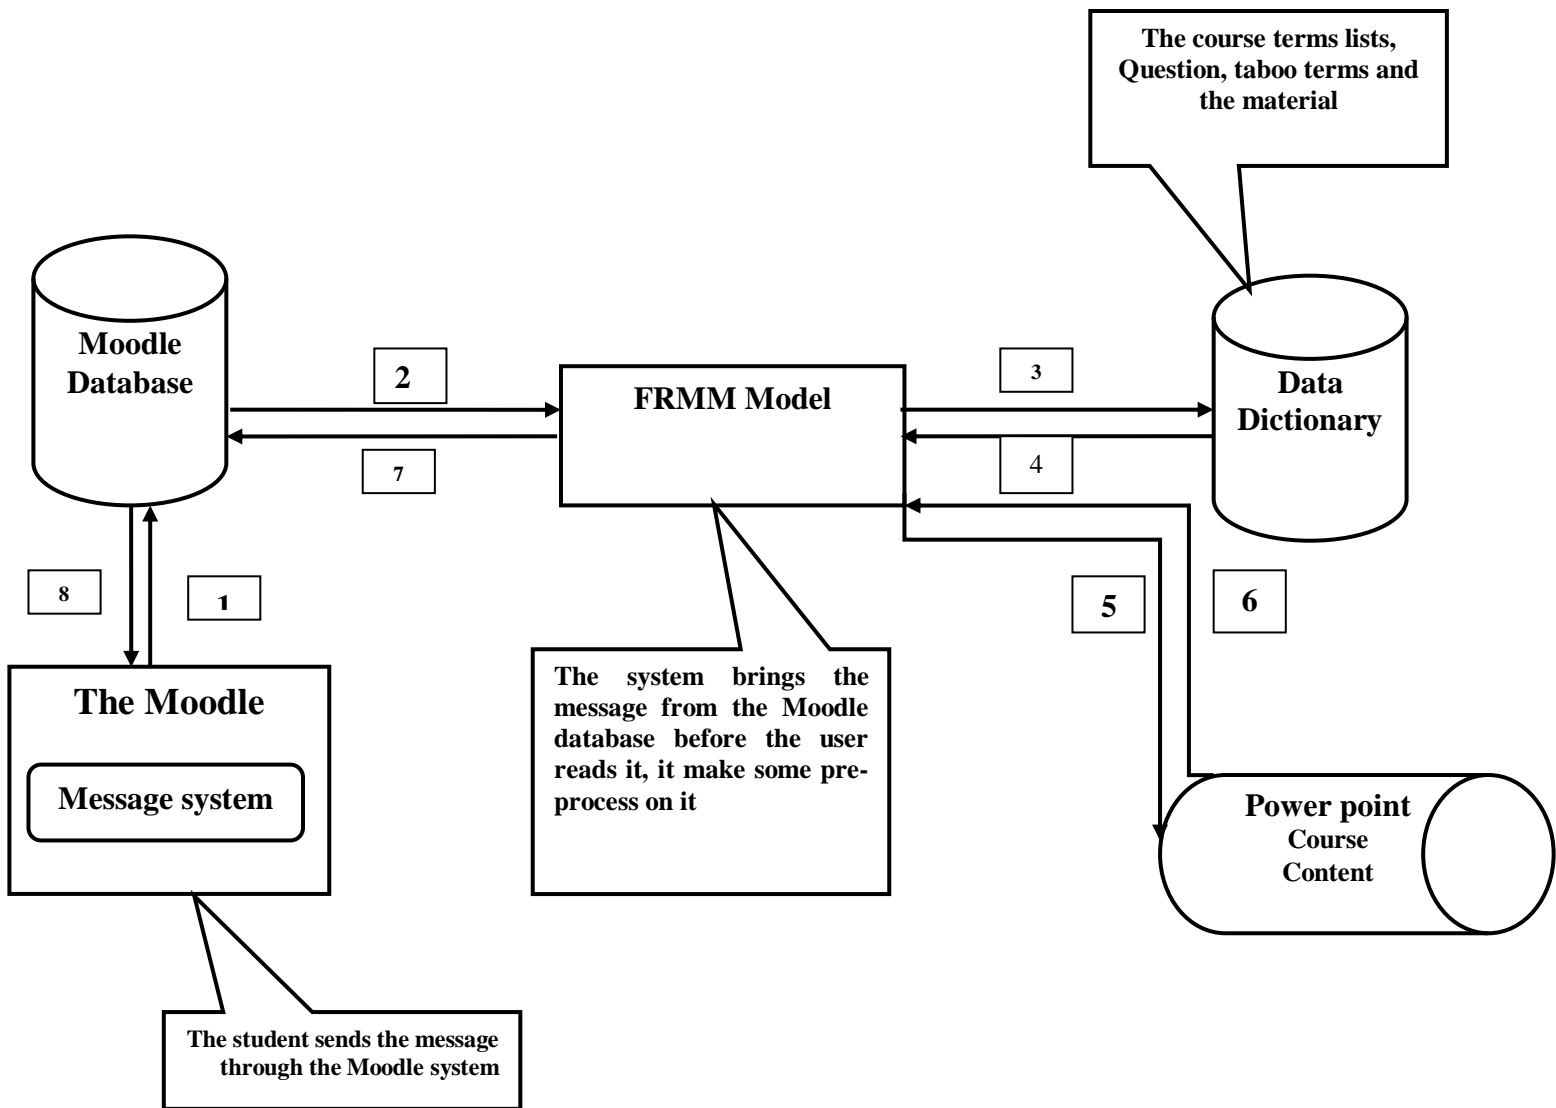 The course terms lists,
Question, taboo terms and
the material
Moodle
Database
2
7
FRMM Model
3
4
Data
Dictionary
8
1
5
6
The Moodle
Message system
The system brings the
message from the Moodle
database before the user
reads it, it make some pre-
process on it
Power point
Course
Content
The student sends the message
through the Moodle system